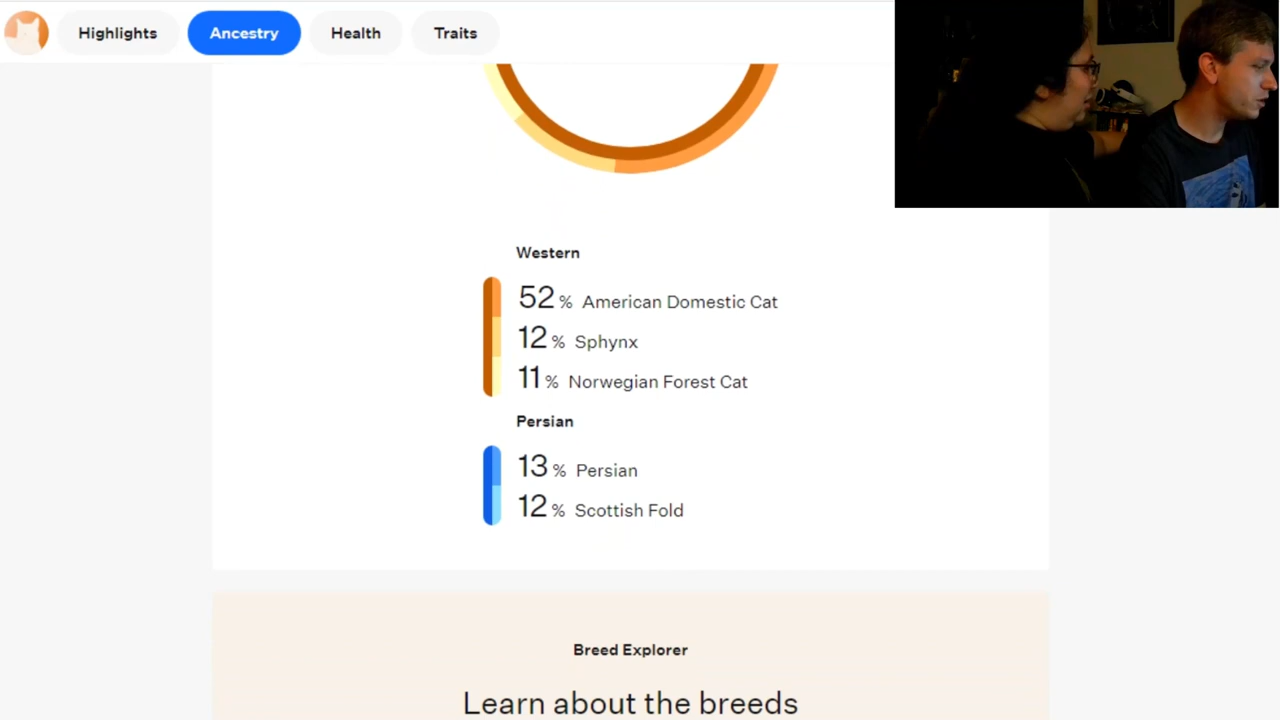 Highlights
Ancestry
Health
Traits
Western
52 % American Domestic Cat
12 % Sphynx
11 % Norwegian Forest Cat
Persian
13 % Persian
12 % Scottish Fold
Breed Explorer
Learn about the breeds